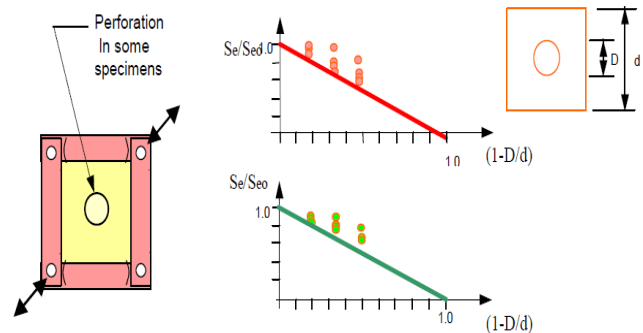 Perforation
In some
specimens
Se/Seo
1.0
1.0
(1-D/d)
D
d
Se/Seo
1.0
1.0
(1-D/d)